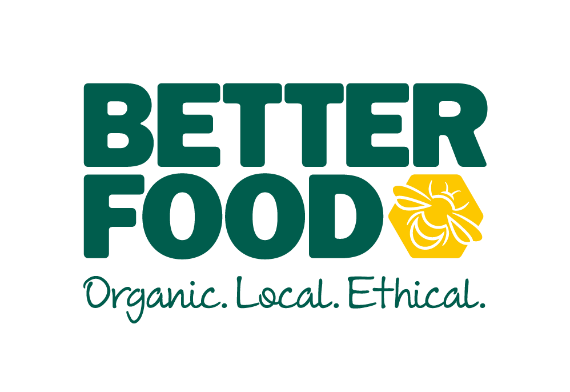 BETTER
FOOD
Organic. Local. Ethical.